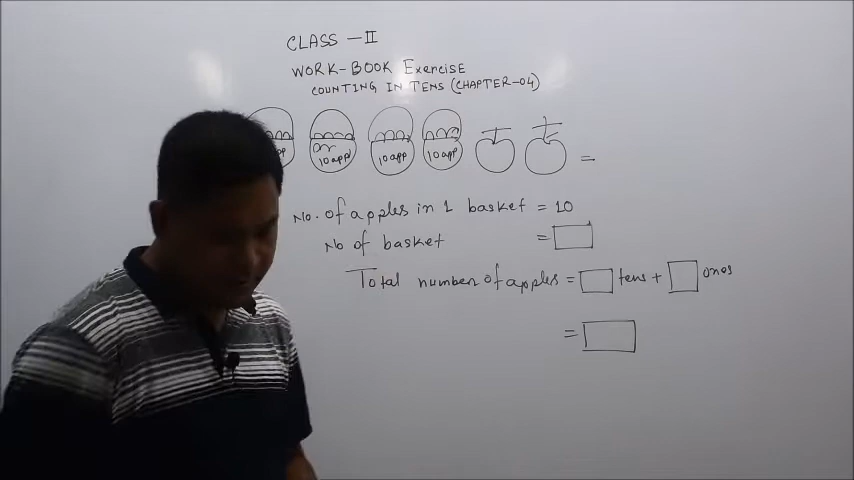 CLASS - II
WORK-BOOK Exercise
COUNTING IN TENS (CHAPTER-04)
10 app 10 app 10 app =
No. of apples in 1 basket = 10
No of basket =
Total number of apples = tens + ones
=